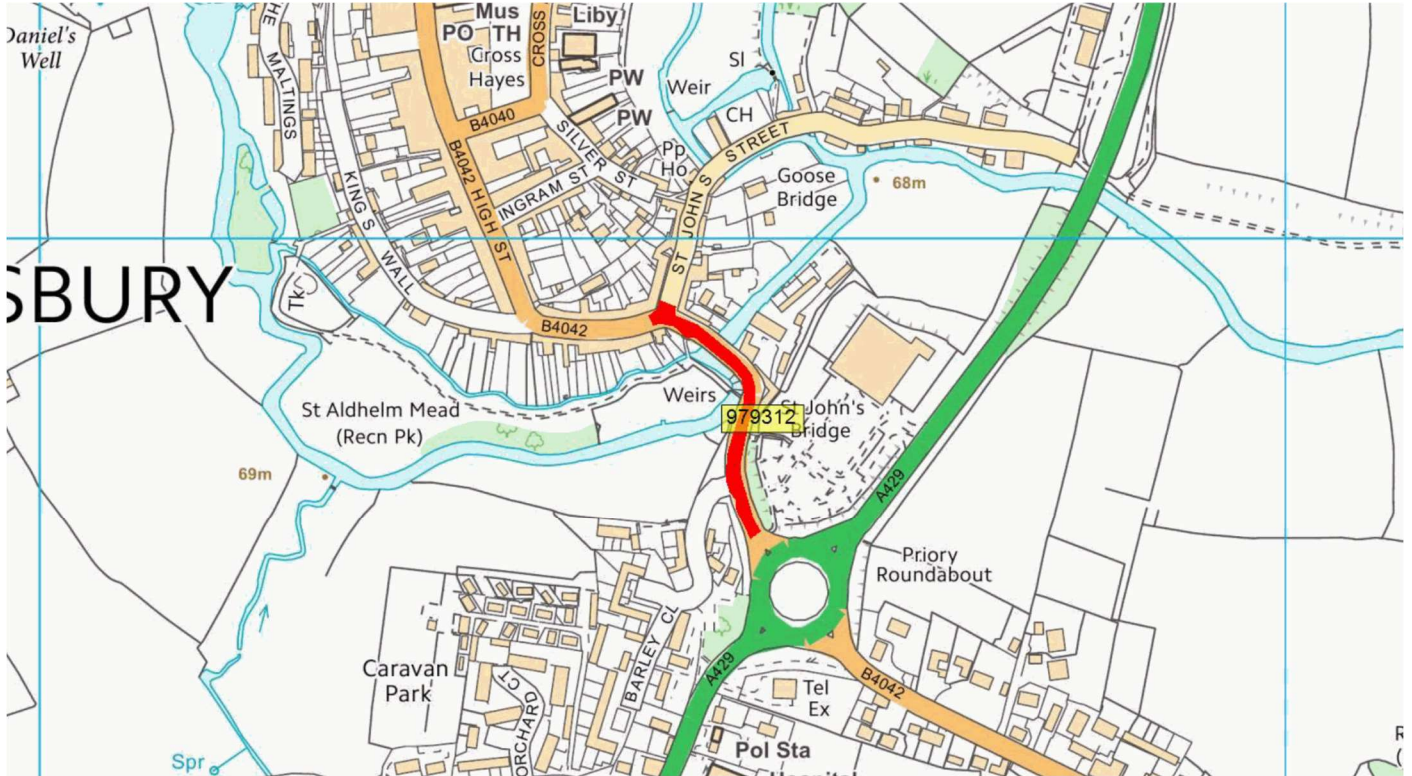 Daniel's
Well
THE
MALTINGS
Mus
PO TH
Cross
Hayes
CROSS
Liby
PW
PW
Weir
Sl
CH
B4040
SILVER ST
INGRAM ST
B4042 HIGH ST
KING S
WALL
Pp
Ho
ST JOHN S STREET
Goose
Bridge
68m
SBURY
Tk
B4042
St Aldhelm Mead
(Recn Pk)
Weirs
979312
St John's
Bridge
69m
A429
Priory
Roundabout
BARLEY CL
Caravan
Park
ORCHARD CT
A429
B4042
Tel
Ex
Pol Sta
Hospital
Spr